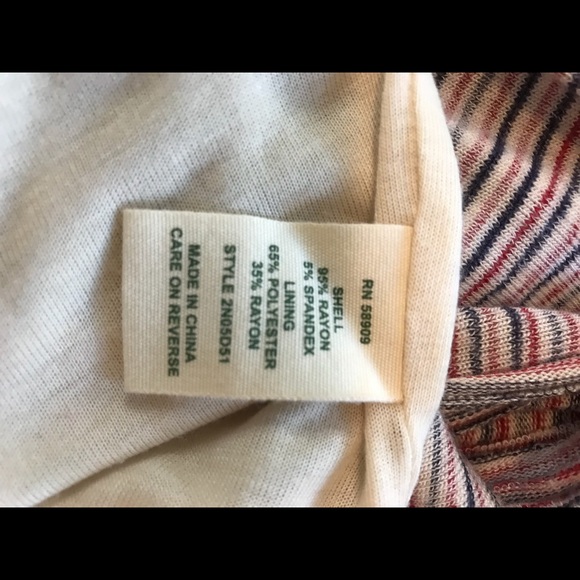 RN 58909
SHELL
95% RAYON
5% SPANDEX
LINING
65% POLYESTER
35% RAYON
STYLE 2N05D51
MADE IN CHINA
CARE ON REVERSE